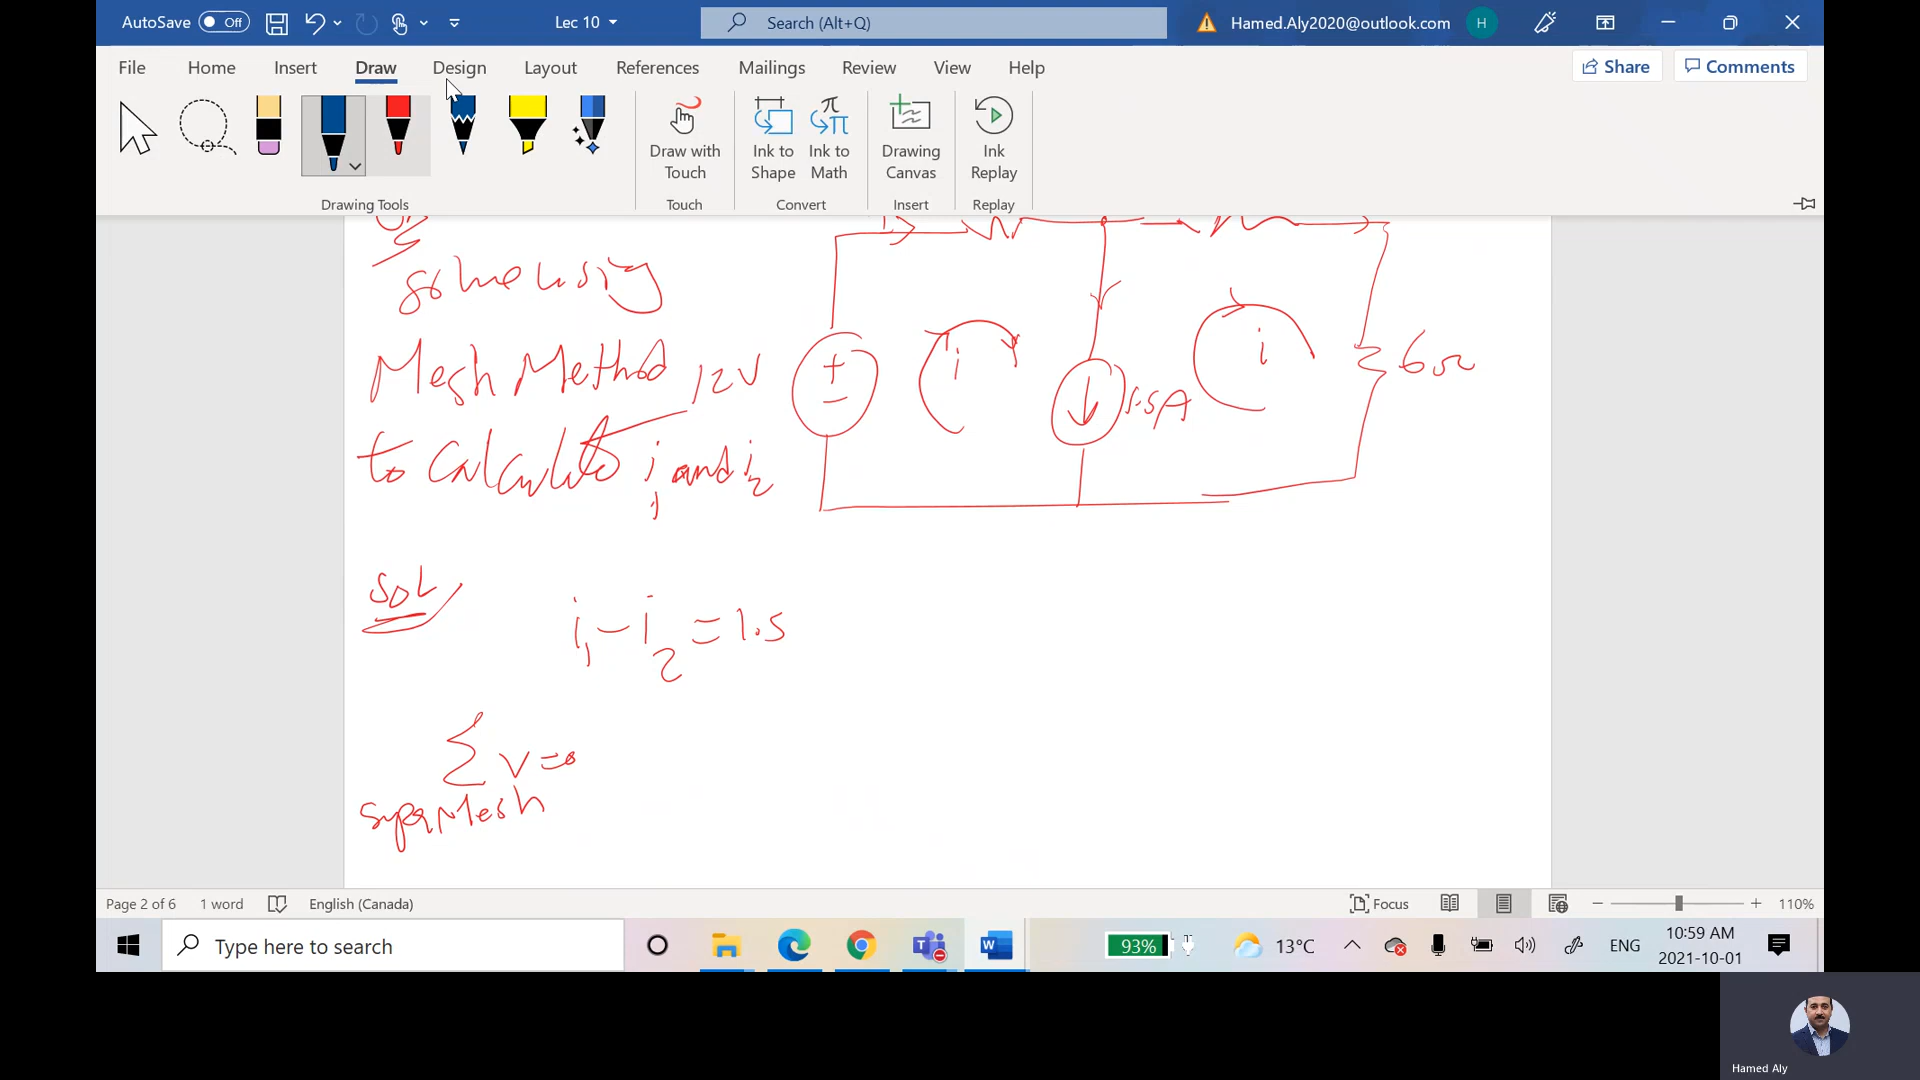 AutoSave Off Lec 10 Search (Alt+Q) Hamed.Aly2020@outlook.com H
File Home Insert Draw Design Layout References Mailings Review View Help Share Comments
Draw with Touch
Ink to Shape
Ink to Math
Drawing Canvas
Ink Replay
Drawing Tools Touch Convert Insert Replay
solve using
Mesh Method
to Calculate i1 and i2
12V
+
-
i
1.5A
i
6Ω
SOL
i1 - i2 = 1.5
Σ v = 0
SuperMesh
Page 2 of 6 1 word English (Canada) Focus 110%
Type here to search 93% 13°C ENG 10:59 AM
2021-10-01
Hamed Aly